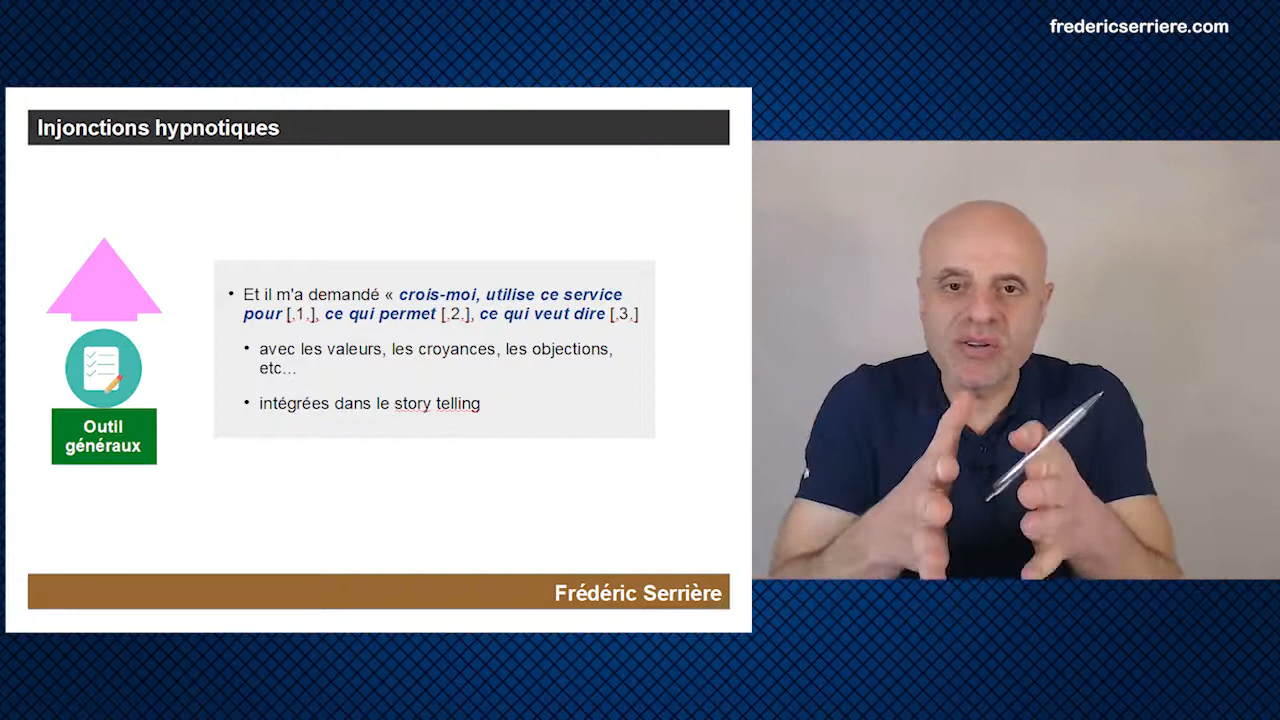 fredericserriere.com
Injonctions hypnotiques
• Et il m'a demandé « crois-moi, utilise ce service
pour [.1.], ce qui permet [.2.], ce qui veut dire [.3.]
• avec les valeurs, les croyances, les objections,
etc...
• intégrées dans le story telling
Outil
généraux
Frédéric Serrière